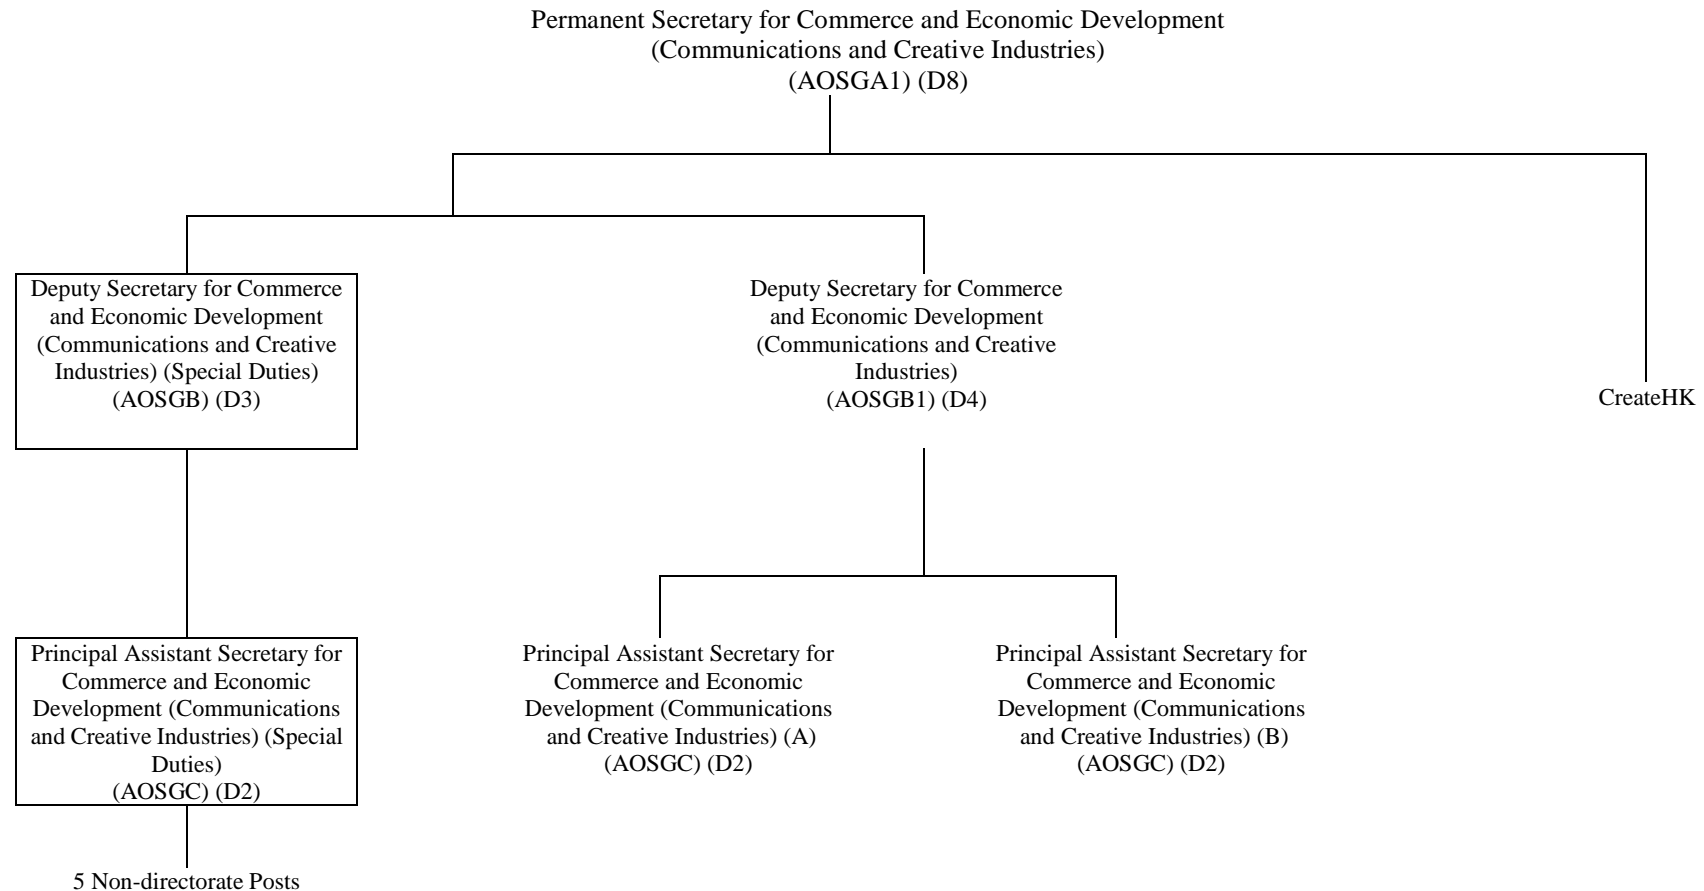 Permanent Secretary for Commerce and Economic Development
(Communications and Creative Industries)
(AOSGA1) (D8)
Deputy Secretary for Commerce
and Economic Development
(Communications and Creative
Industries) (Special Duties)
(AOSGB) (D3)
Deputy Secretary for Commerce
and Economic Development
(Communications and Creative
Industries)
(AOSGB1) (D4)
CreateHK
Principal Assistant Secretary for
Commerce and Economic
Development (Communications
and Creative Industries) (Special
Duties)
(AOSGC) (D2)
Principal Assistant Secretary for
Commerce and Economic
Development (Communications
and Creative Industries) (A)
(AOSGC) (D2)
Principal Assistant Secretary for
Commerce and Economic
Development (Communications
and Creative Industries) (B)
(AOSGC) (D2)
5 Non-directorate Posts